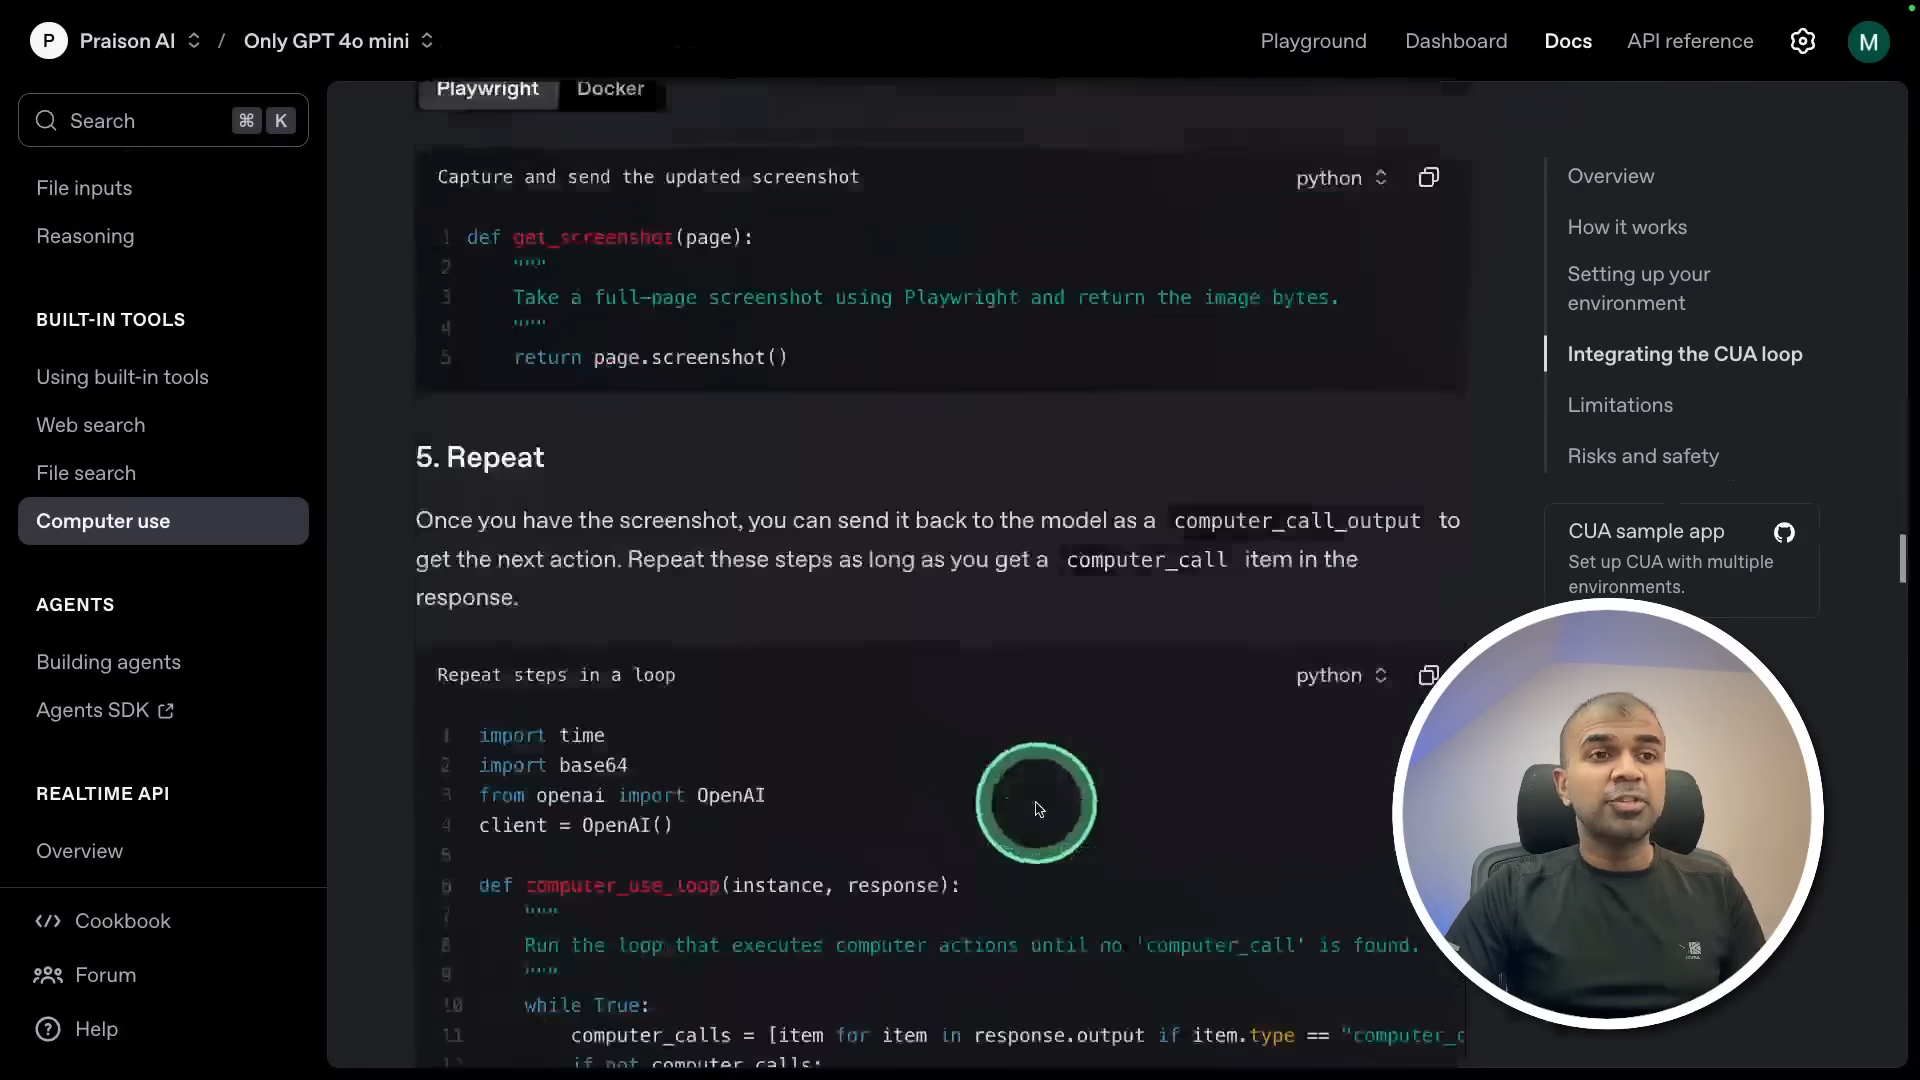 P Praison AI / Only GPT 4o mini
Playground Dashboard Docs API reference M
Search ⌘ K
File inputs
Reasoning
BUILT-IN TOOLS
Using built-in tools
Web search
File search
Computer use
AGENTS
Building agents
Agents SDK
REALTIME API
Overview
Cookbook
Forum
Help
Playwright Docker
Capture and send the updated screenshot python
1 def get_screenshot(page):
2 """
3 Take a full-page screenshot using Playwright and return the image bytes.
4 """
5 return page.screenshot()
5. Repeat
Once you have the screenshot, you can send it back to the model as a computer_call_output to
get the next action. Repeat these steps as long as you get a computer_call item in the
response.
Repeat steps in a loop python
1 import time
2 import base64
3 from openai import OpenAI
4 client = OpenAI()
5
6 def computer_use_loop(instance, response):
7 """
8 Run the loop that executes computer actions until no 'computer_call' is found.
9 """
10 while True:
11 computer_calls = [item for item in response.output if item.type == "computer_c
12 if not computer_calls:
Overview
How it works
Setting up your
environment
Integrating the CUA loop
Limitations
Risks and safety
CUA sample app
Set up CUA with multiple
environments.